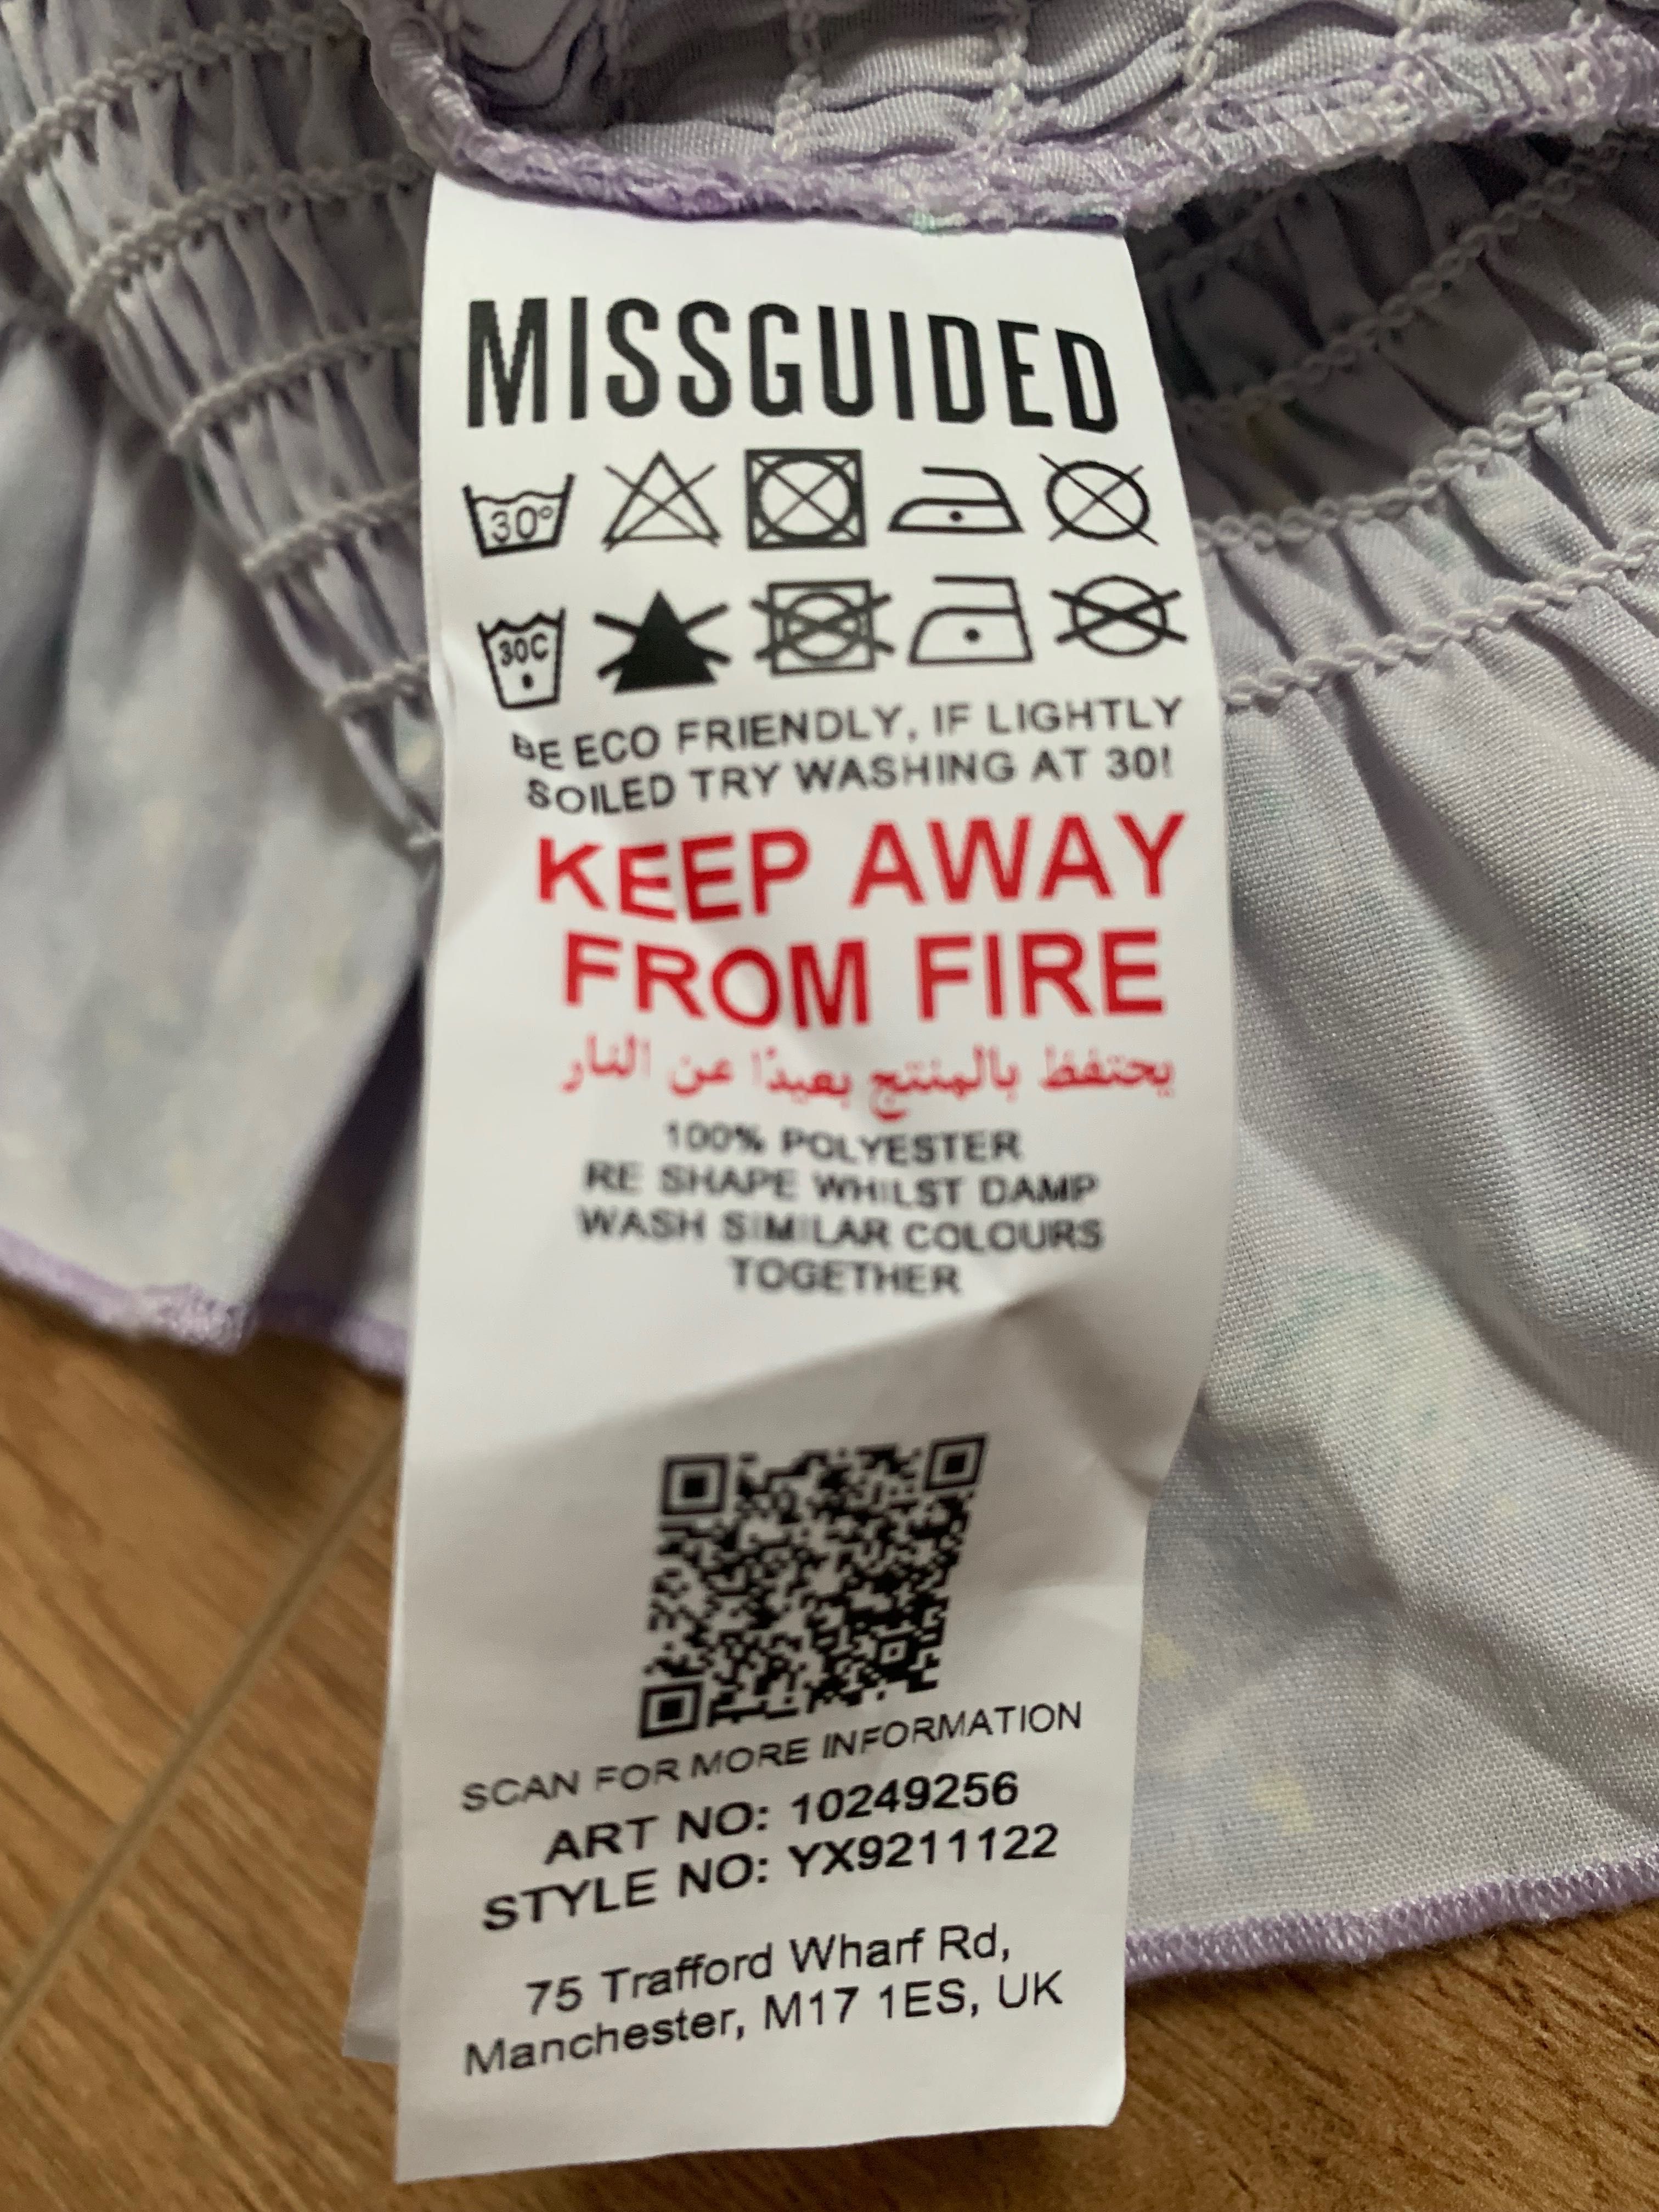 MISSGUIDED
30°
30C
BE ECO FRIENDLY, IF LIGHTLY
SOILED TRY WASHING AT 30!
KEEP AWAY
FROM FIRE
يحتفظ بالمنتج بعيدًا عن النار
100% POLYESTER
RE SHAPE WHILST DAMP
WASH SIMILAR COLOURS
TOGETHER
SCAN FOR MORE INFORMATION
ART NO: 10249256
STYLE NO: YX9211122
75 Trafford Wharf Rd,
Manchester, M17 1ES, UK